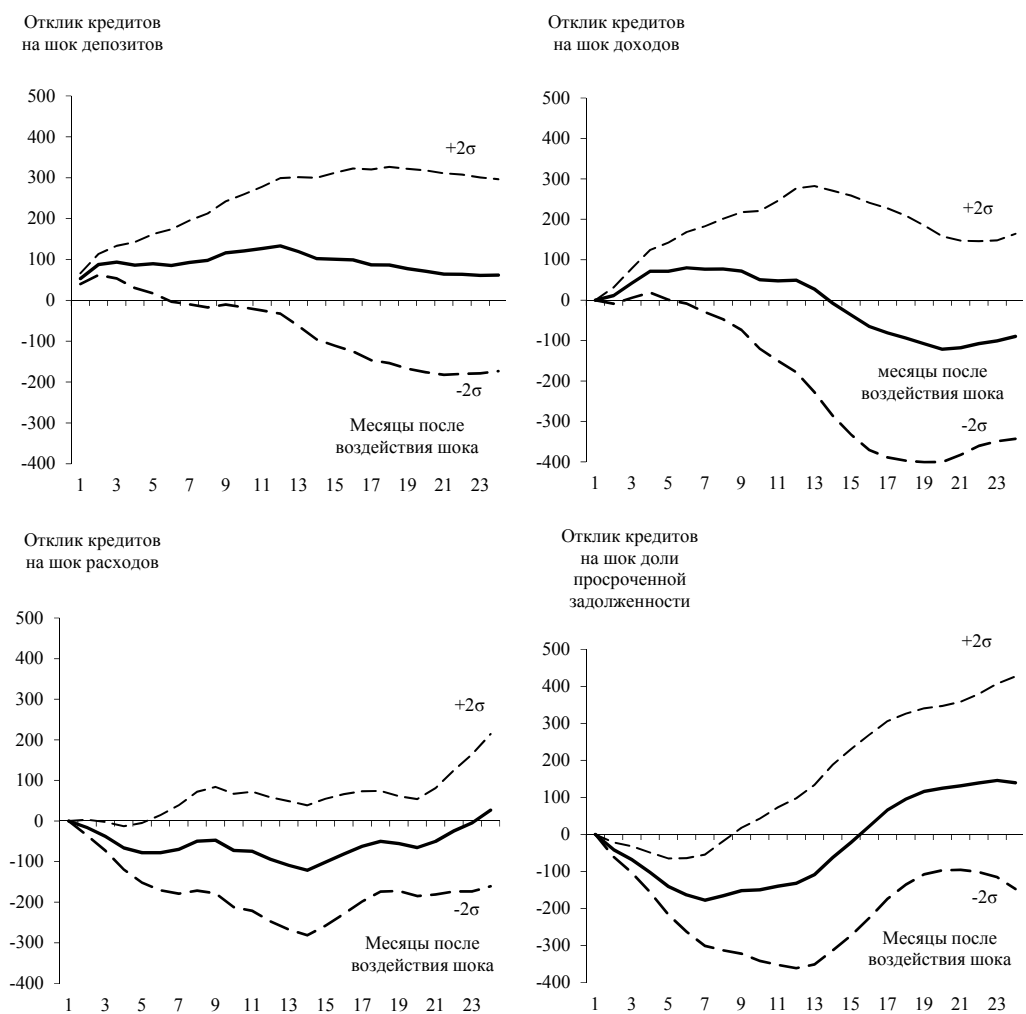 Отклик кредитов
на шок депозитов
500
400
300
200
100
0
-100
-200
-300
-400
+2σ
-2σ
Месяцы после
воздействия шока
1 3 5 7 9 11 13 15 17 19 21 23
Отклик кредитов
на шок доходов
500
400
300
200
100
0
-100
-200
-300
-400
+2σ
месяцы после
воздействия шока
-2σ
1 3 5 7 9 11 13 15 17 19 21 23
Отклик кредитов
на шок расходов
500
400
300
200
100
0
-100
-200
-300
-400
+2σ
-2σ
Месяцы после
воздействия шока
1 3 5 7 9 11 13 15 17 19 21 23
Отклик кредитов
на шок доли
просроченной
задолженности
500
400
300
200
100
0
-100
-200
-300
-400
+2σ
-2σ
Месяцы после
воздействия шока
1 3 5 7 9 11 13 15 17 19 21 23